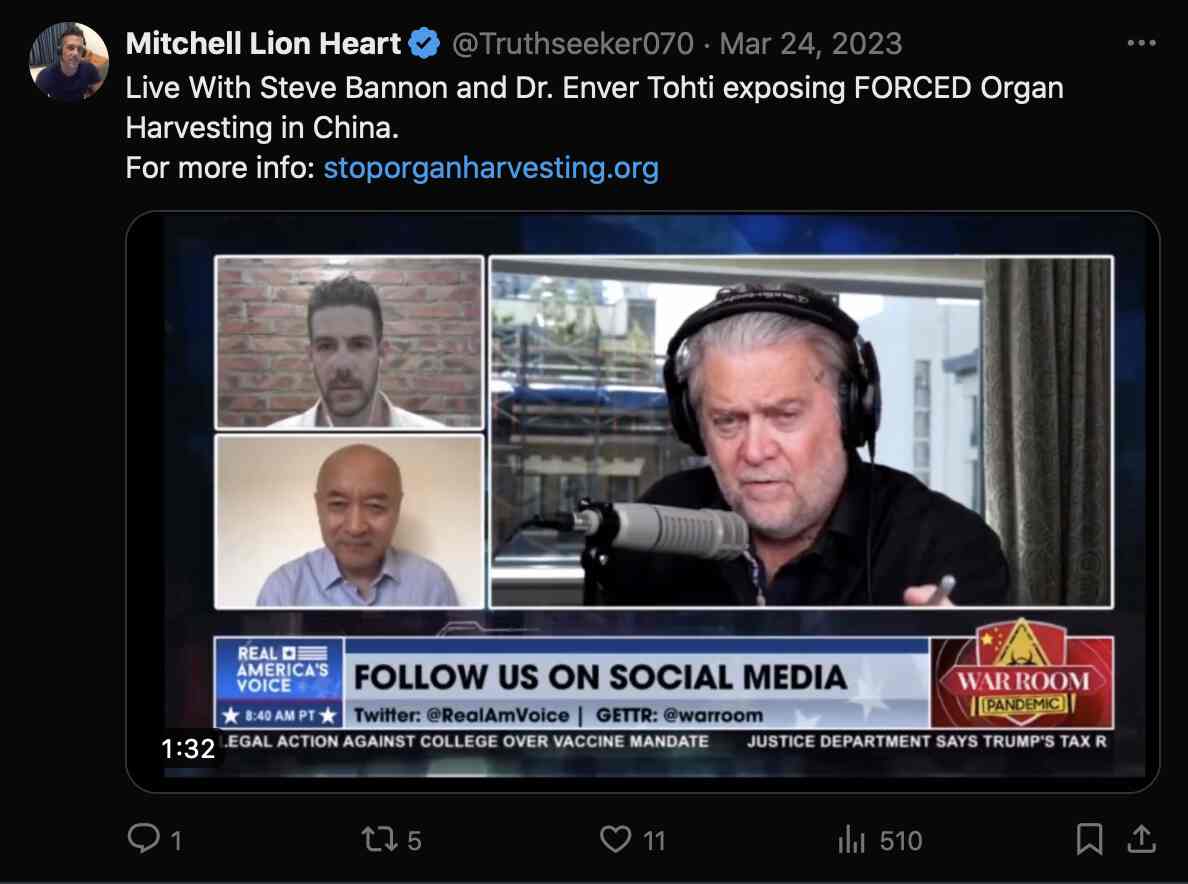 Mitchell Lion Heart @Truthseeker070 · Mar 24, 2023
Live With Steve Bannon and Dr. Enver Tohti exposing FORCED Organ
Harvesting in China.
For more info: stoporganharvesting.org
REAL
AMERICA'S
VOICE
8:40 AM PT
FOLLOW US ON SOCIAL MEDIA
Twitter: @RealAmVoice | GETTR: @warroom
WAR ROOM
PANDEMIC
1:32
EGAL ACTION AGAINST COLLEGE OVER VACCINE MANDATE JUSTICE DEPARTMENT SAYS TRUMP'S TAX R
1 5 11 510